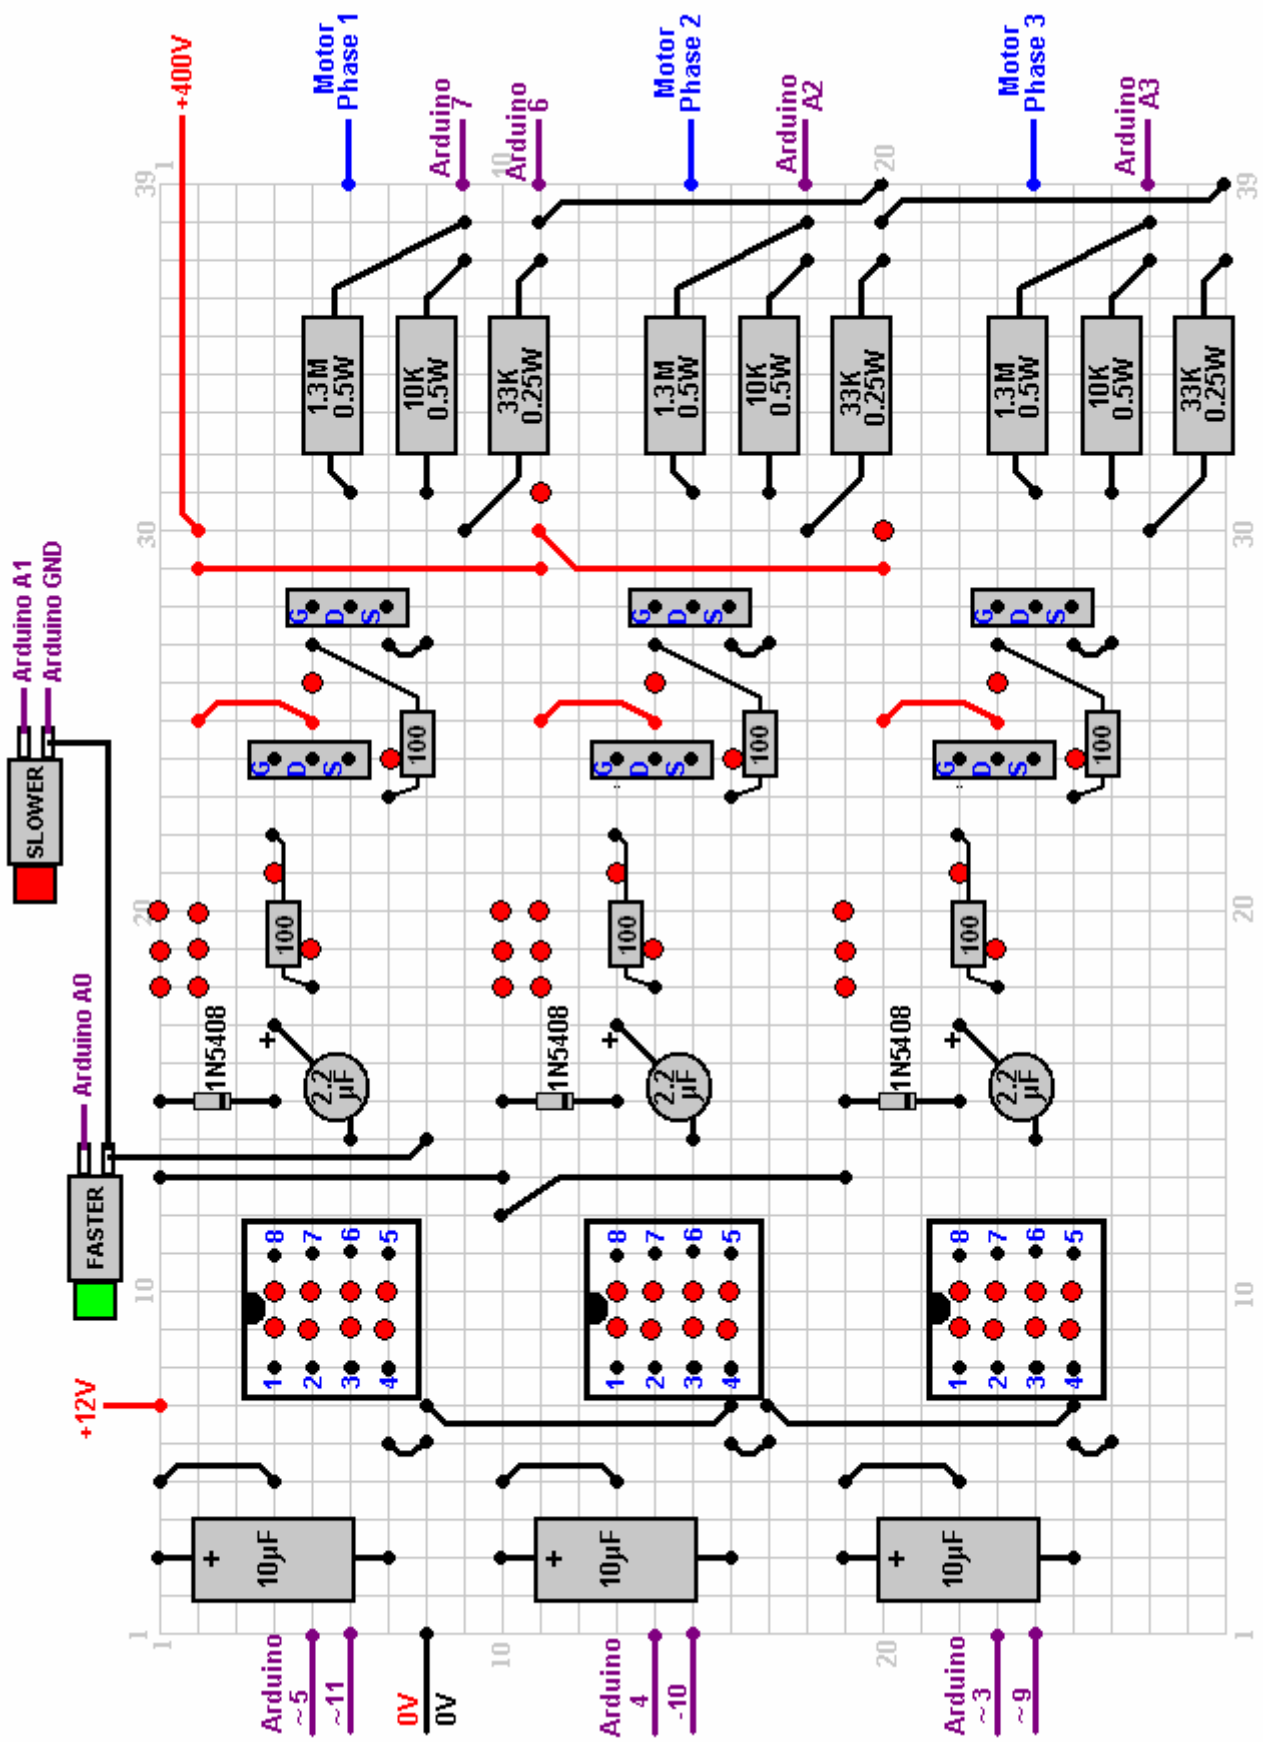 +400V
Motor
Phase 1
Arduino
7
Arduino
6
Motor
Phase 2
Arduino
A2
Motor
Phase 3
Arduino
A3
39
1
10
20
39
1.3M
0.5W
10K
0.5W
33K
0.25W
1.3M
0.5W
10K
0.5W
33K
0.25W
1.3M
0.5W
10K
0.5W
33K
0.25W
30
30
Arduino A1
Arduino GND
SLOWER
G
D
S
G
D
S
G
D
S
G
D
S
100
G
D
S
100
G
D
S
100
20
20
100
100
100
Arduino A0
FASTER
1N5408
+
2.2
µF
1N5408
+
2.2
µF
1N5408
+
2.2
µF
8
7
6
5
8
7
6
5
8
7
6
5
10
10
1
2
3
4
1
2
3
4
1
2
3
4
+12V
+
10µF
+
10µF
+
10µF
1
1
10
20
1
Arduino
~5
~11
0V
0V
Arduino
4
-10
Arduino
~3
~9